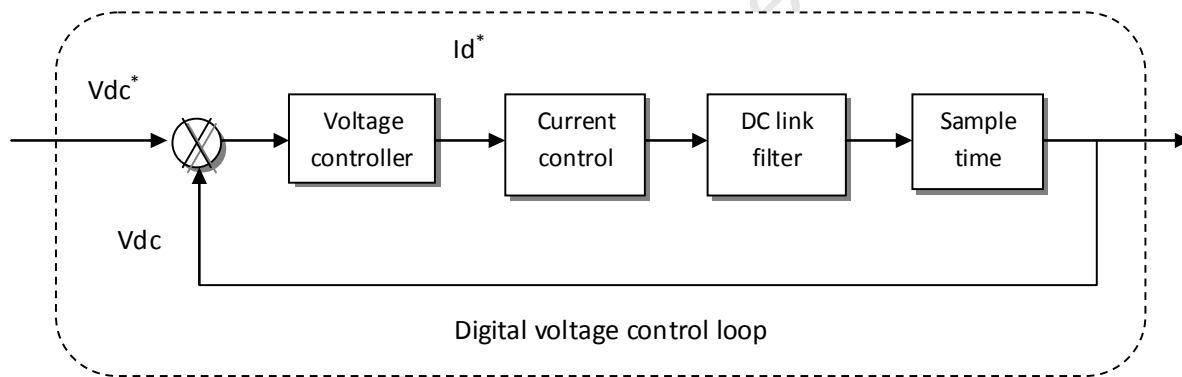 Id*
Vdc*
Voltage
controller
Current
control
DC link
filter
Sample
time
Vdc
Digital voltage control loop